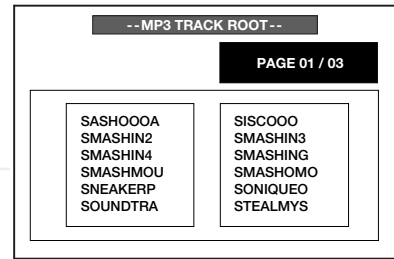 --MP3 TRACK ROOT--
PAGE 01 / 03
SASHOOOA
SMASHIN2
SMASHIN4
SMASHMOU
SNEAKERP
SOUNDTRA
SISCOOO
SMASHIN3
SMASHING
SMASHOMO
SONIQUEO
STEALMYS